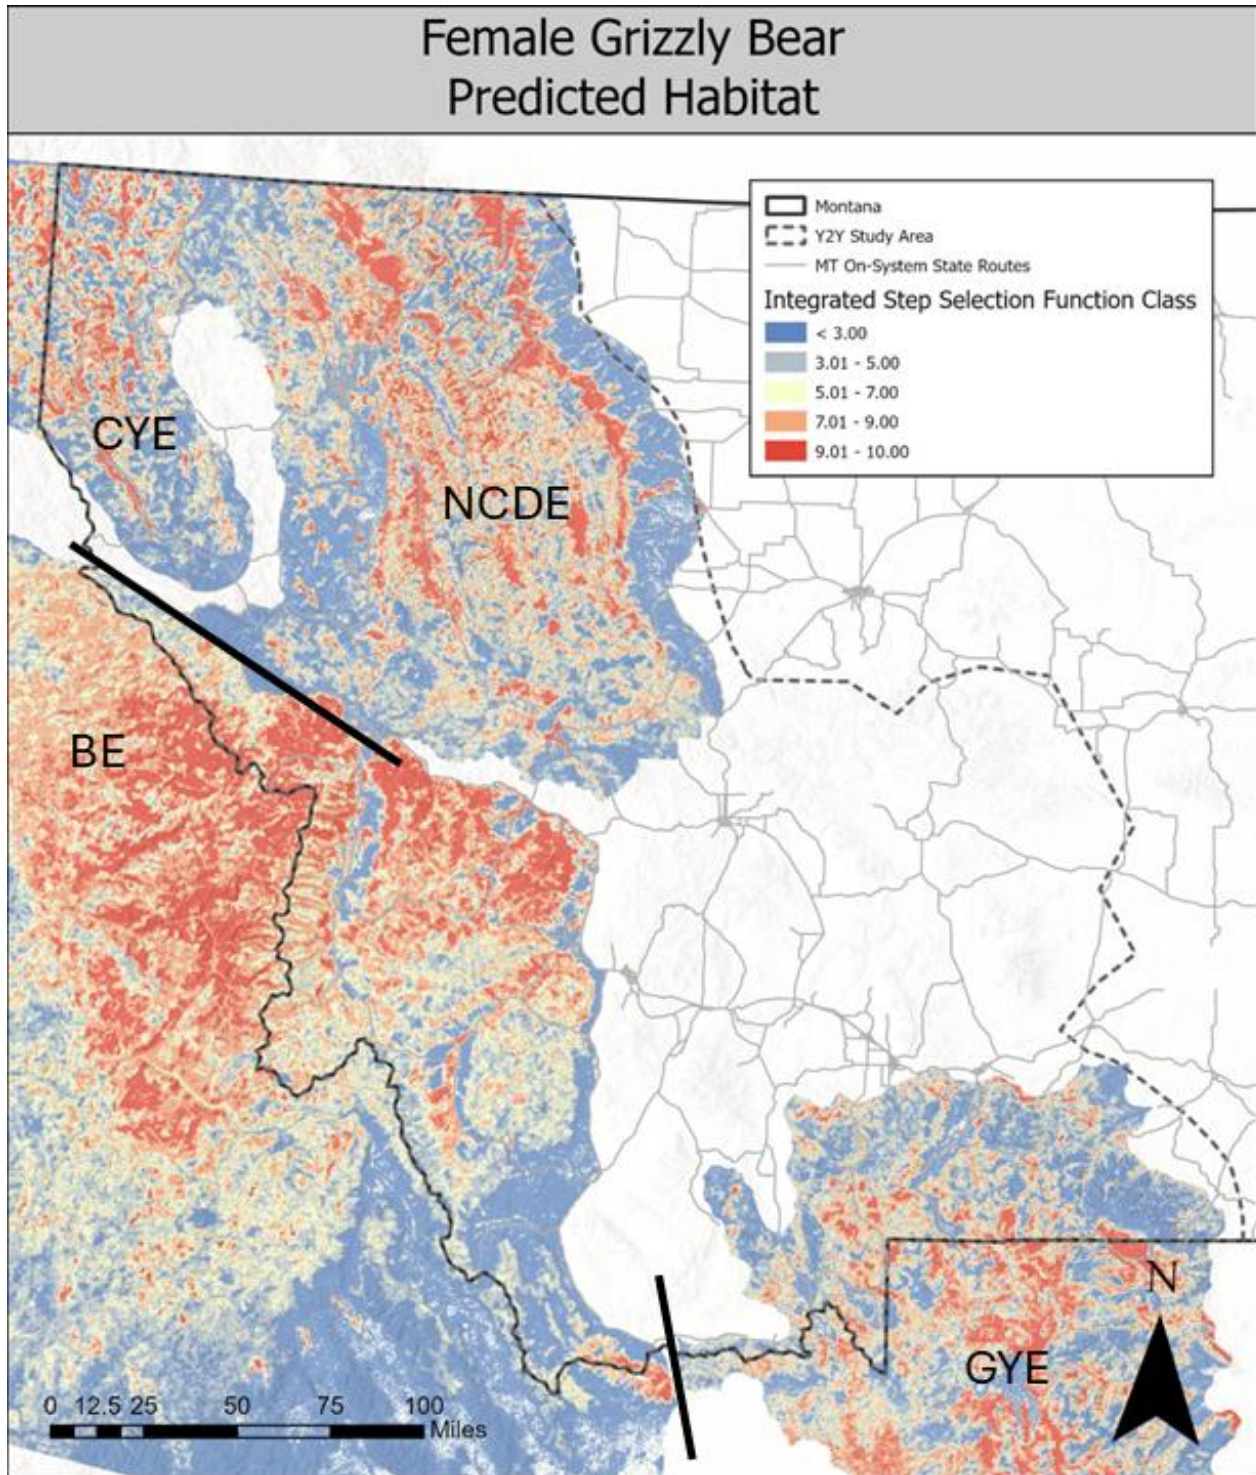 Female Grizzly Bear
Predicted Habitat
Montana
Y2Y Study Area
MT On-System State Routes
Integrated Step Selection Function Class
< 3.00
3.01 - 5.00
5.01 - 7.00
7.01 - 9.00
9.01 - 10.00
CYE
NCDE
BE
N
GYE
0 12.5 25 50 75 100
Miles